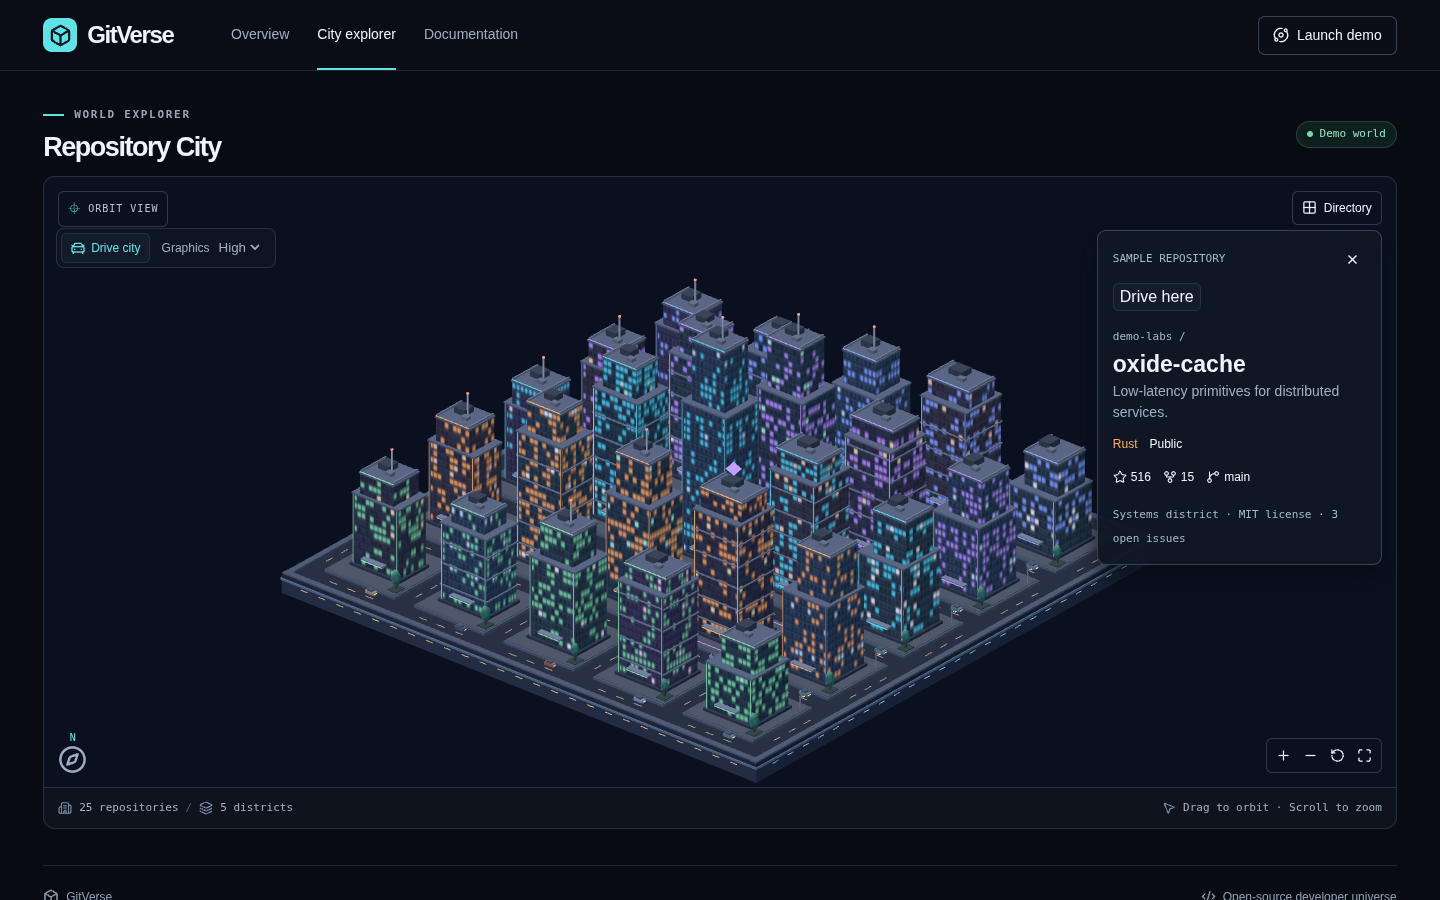 GitVerse
Overview
City explorer
Documentation
Launch demo
WORLD EXPLORER
Repository City
Demo world
ORBIT VIEW
Directory
Drive city
Graphics
High
SAMPLE REPOSITORY
Drive here
demo-labs /
oxide-cache
Low-latency primitives for distributed
services.
Rust Public
516 15 main
Systems district · MIT license · 3
open issues
N
25 repositories / 5 districts
Drag to orbit · Scroll to zoom
GitVerse
Open-source developer universe